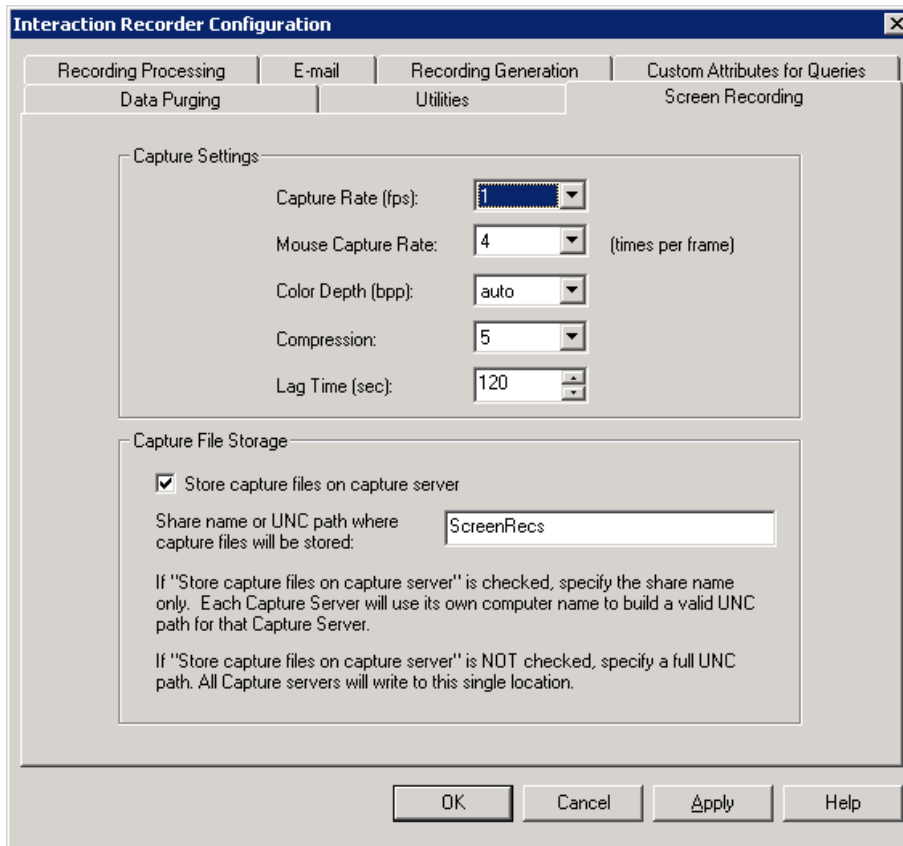 Interaction Recorder Configuration
Recording Processing
E-mail
Recording Generation
Custom Attributes for Queries
Data Purging
Utilities
Screen Recording
Capture Settings
Capture Rate (fps):
1
Mouse Capture Rate:
4
(times per frame)
Color Depth (bpp):
auto
Compression:
5
Lag Time (sec):
120
Capture File Storage
Store capture files on capture server
Share name or UNC path where
capture files will be stored:
ScreenRecs
If "Store capture files on capture server" is checked, specify the share name
only.  Each Capture Server will use its own computer name to build a valid UNC
path for that Capture Server.
If "Store capture files on capture server" is NOT checked, specify a full UNC
path. All Capture servers will write to this single location.
OK
Cancel
Apply
Help